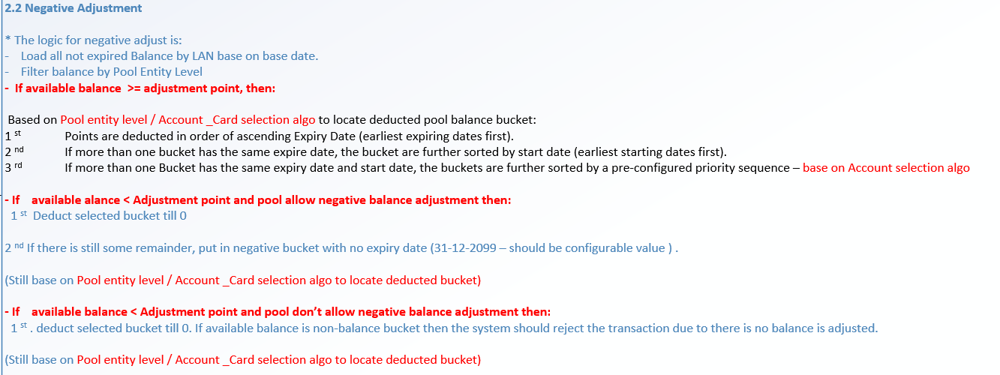 2.2 Negative Adjustment
* The logic for negative adjust is:
- Load all not expired Balance by LAN base on base date.
- Filter balance by Pool Entity Level
- If available balance >= adjustment point, then:
Based on Pool entity level / Account _Card selection algo to locate deducted pool balance bucket:
1 st Points are deducted in order of ascending Expiry Date (earliest expiring dates first).
2 nd If more than one bucket has the same expire date, the bucket are further sorted by start date (earliest starting dates first).
3 rd If more than one Bucket has the same expiry date and start date, the buckets are further sorted by a pre-configured priority sequence – base on Account selection algo
- If available alance < Adjustment point and pool allow negative balance adjustment then:
1 st Deduct selected bucket till 0
2 nd If there is still some remainder, put in negative bucket with no expiry date (31-12-2099 – should be configurable value ) .
(Still base on Pool entity level / Account _Card selection algo to locate deducted bucket)
- If available balance < Adjustment point and pool don’t allow negative balance adjustment then:
1 st . deduct selected bucket till 0. If available balance is non-balance bucket then the system should reject the transaction due to there is no balance is adjusted.
(Still base on Pool entity level / Account _Card selection algo to locate deducted bucket)